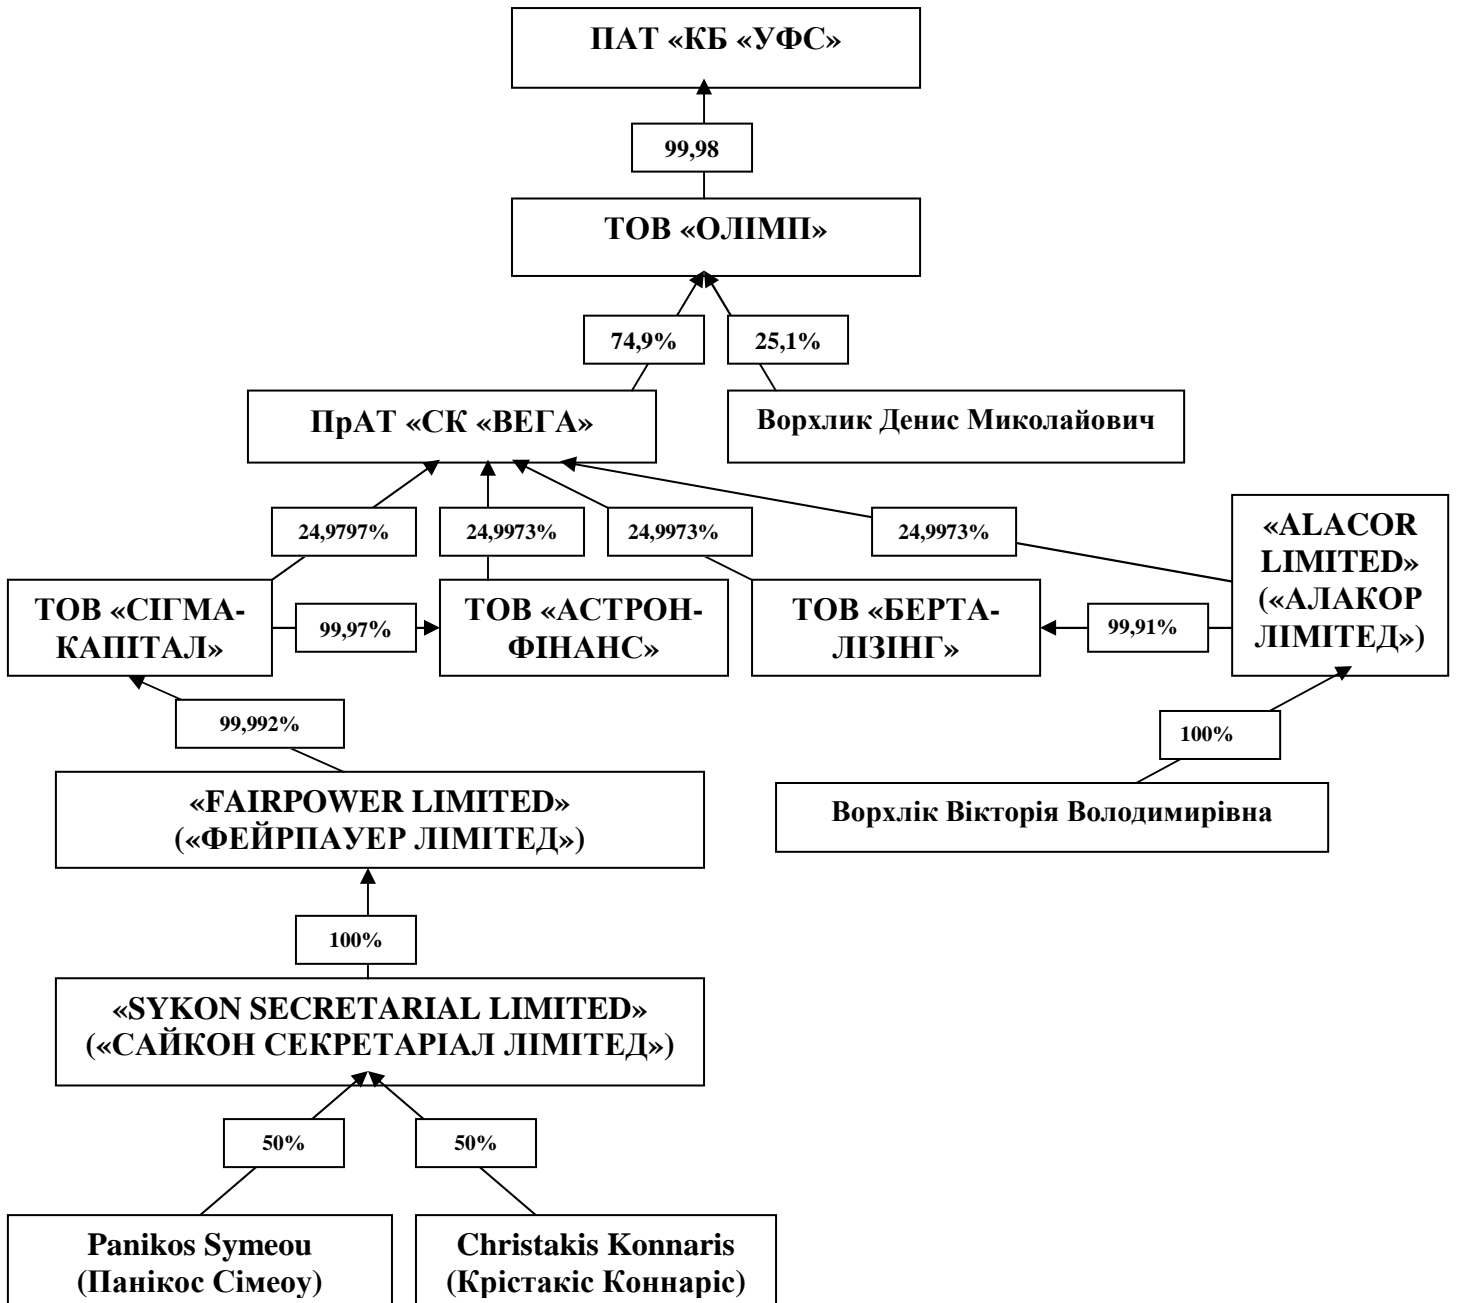 ПАТ «КБ «УФС»
99,98
ТОВ «ОЛІМП»
74,9%
25,1%
ПрАТ «СК «ВЕГА»
Ворхлик Денис Миколайович
24,9797%
24,9973%
24,9973%
24,9973%
«ALACOR
LIMITED»
(«АЛАКОР
ЛІМІТЕД»)
ТОВ «СІГМА-
КАПІТАЛ»
99,97%
ТОВ «АСТРОН-
ФІНАНС»
ТОВ «БЕРТА-
ЛІЗІНГ»
99,91%
99,992%
100%
«FAIRPOWER LIMITED»
(«ФЕЙРПАУЕР ЛІМІТЕД»)
Ворхлік Вікторія Володимирівна
100%
«SYKON SECRETARIAL LIMITED»
(«САЙКОН СЕКРЕТАРІАЛ ЛІМІТЕД»)
50%
50%
Panikos Symeou
(Панікос Сімеоу)
Christakis Konnaris
(Крістакіс Коннаріс)